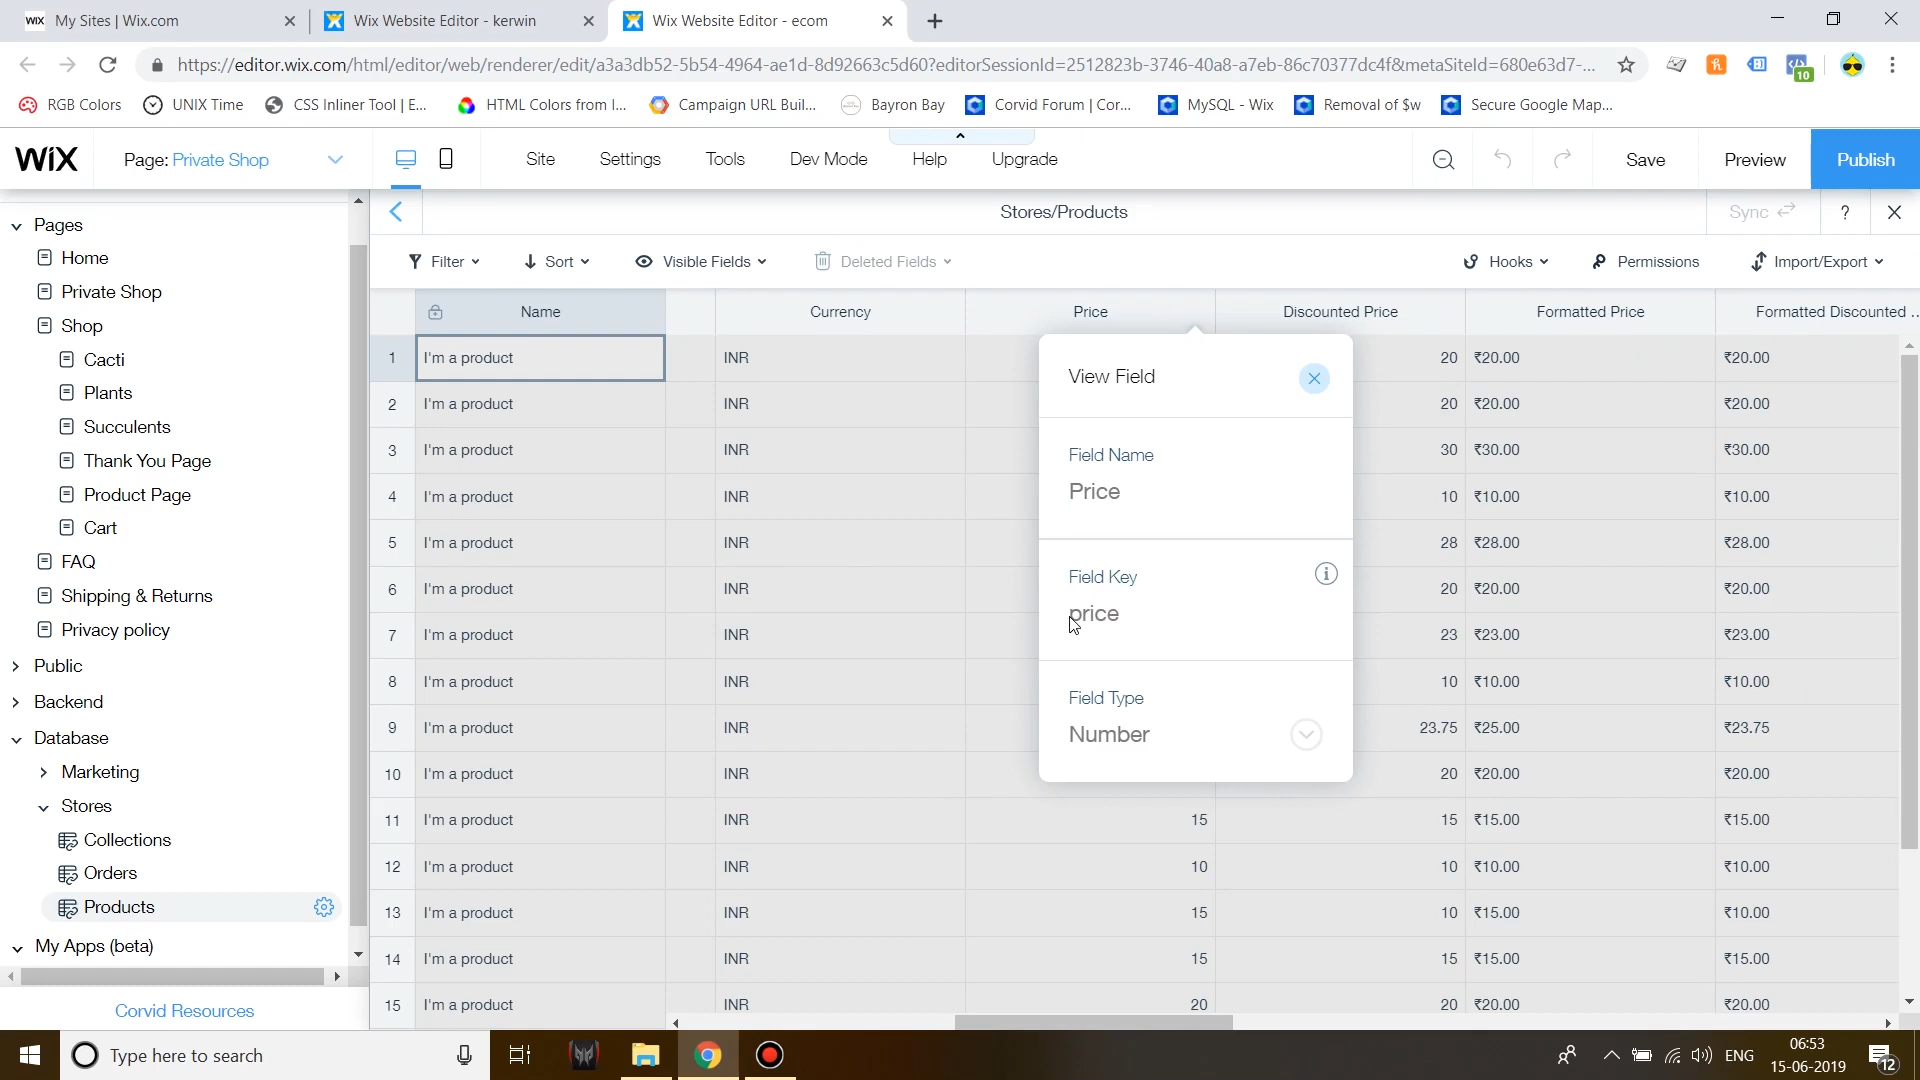 My Sites | Wix.com
Wix Website Editor - kerwin
Wix Website Editor - ecom
https://editor.wix.com/html/editor/web/renderer/edit/a3a3db52-5b54-4964-ae1d-8d92663c5d60?editorSessionId=2512823b-3746-40a8-a7eb-86c70377dc4f&metaSiteId=680e63d7-...
10
RGB Colors
UNIX Time
CSS Inliner Tool | E...
HTML Colors from I...
Campaign URL Buil...
Bayron Bay
Corvid Forum | Cor...
MySQL - Wix
Removal of $w
Secure Google Map...
WiX
Page: Private Shop
Site
Settings
Tools
Dev Mode
Help
Upgrade
Save
Preview
Publish
Pages
Home
Private Shop
Shop
Cacti
Plants
Succulents
Thank You Page
Product Page
Cart
FAQ
Shipping & Returns
Privacy policy
Public
Backend
Database
Marketing
Stores
Collections
Orders
Products
My Apps (beta)
Corvid Resources
Stores/Products
Sync
?
Filter
Sort
Visible Fields
Deleted Fields
Hooks
Permissions
Import/Export
Name Currency Price Discounted Price Formatted Price Formatted Discounted ...
1 I'm a product INR 20 ₹20.00 ₹20.00
2 I'm a product INR 20 ₹20.00 ₹20.00
3 I'm a product INR 30 ₹30.00 ₹30.00
4 I'm a product INR 10 ₹10.00 ₹10.00
5 I'm a product INR 28 ₹28.00 ₹28.00
6 I'm a product INR 20 ₹20.00 ₹20.00
7 I'm a product INR 23 ₹23.00 ₹23.00
8 I'm a product INR 10 ₹10.00 ₹10.00
9 I'm a product INR 23.75 ₹25.00 ₹23.75
10 I'm a product INR 20 ₹20.00 ₹20.00
11 I'm a product INR 15 15 ₹15.00 ₹15.00
12 I'm a product INR 10 10 ₹10.00 ₹10.00
13 I'm a product INR 15 10 ₹15.00 ₹10.00
14 I'm a product INR 15 15 ₹15.00 ₹15.00
15 I'm a product INR 20 20 ₹20.00 ₹20.00
View Field
Field Name
Price
Field Key
price
Field Type
Number
Type here to search
ENG
06:53
15-06-2019
12